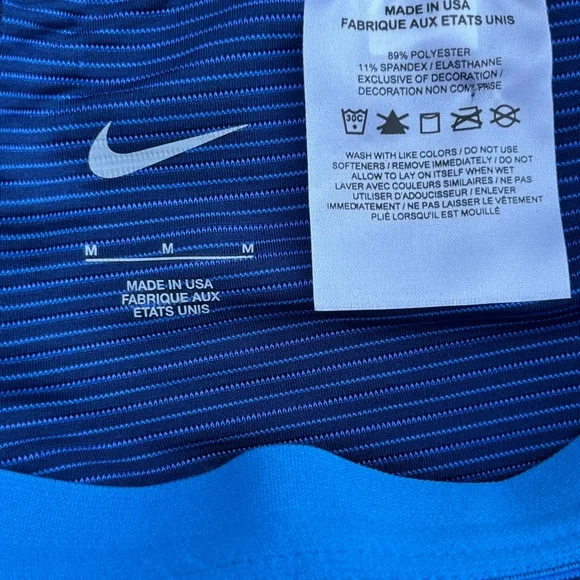 MADE IN USA
FABRIQUE AUX ETATS UNIS
89% POLYESTER
11% SPANDEX / ELASTHANNE
EXCLUSIVE OF DECORATION /
DECORATION NON COMPRISE
30C
WASH WITH LIKE COLORS / DO NOT USE
SOFTENERS / REMOVE IMMEDIATELY / DO NOT
ALLOW TO LAY ON ITSELF WHEN WET
LAVER AVEC COULEURS SIMILAIRES / NE PAS
UTILISER D'ADOUCISSEUR / ENLEVER
IMMEDIATEMENT / NE PAS LAISSER LE VÊTEMENT
PLIÉ LORSQU'IL EST MOUILLÉ
M M M
MADE IN USA
FABRIQUE AUX
ETATS UNIS